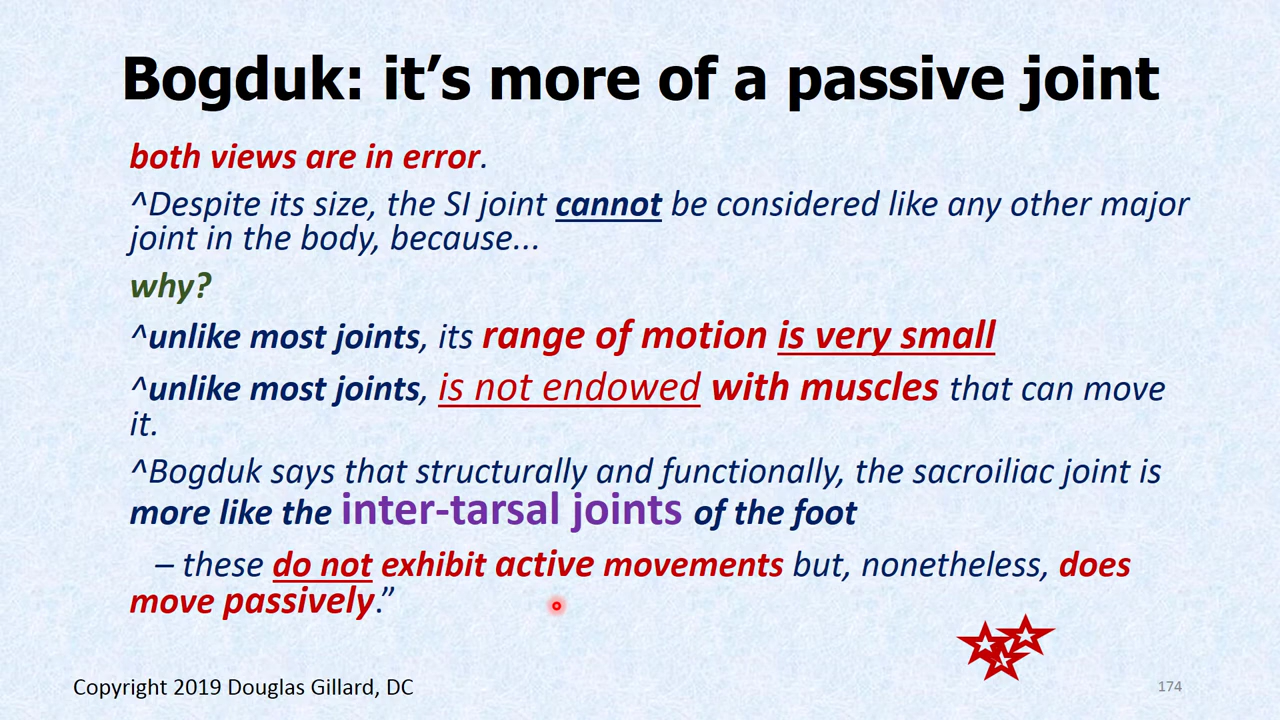 Bogduk: it’s more of a passive joint
both views are in error.
^Despite its size, the SI joint cannot be considered like any other major
joint in the body, because...
why?
^unlike most joints, its range of motion is very small
^unlike most joints, is not endowed with muscles that can move
it.
^Bogduk says that structurally and functionally, the sacroiliac joint is
more like the inter-tarsal joints of the foot
– these do not exhibit active movements but, nonetheless, does
move passively.”
Copyright 2019 Douglas Gillard, DC
174